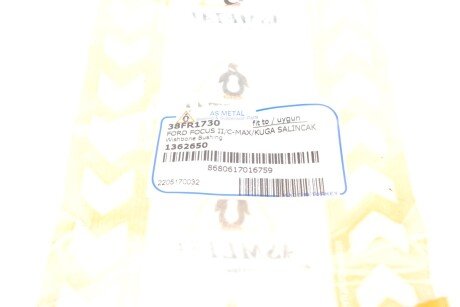 AS METAL
38FR1730 fit to / uygun
FORD FOCUS II/C-MAX/KUGA SALINCAK
Wishbone Bushing
1362650
8680617016759
2205170032